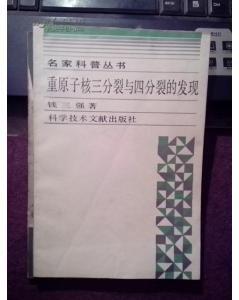 名家科普丛书
重原子核三分裂与四分裂的发现
钱三强著
科学技术文献出版社